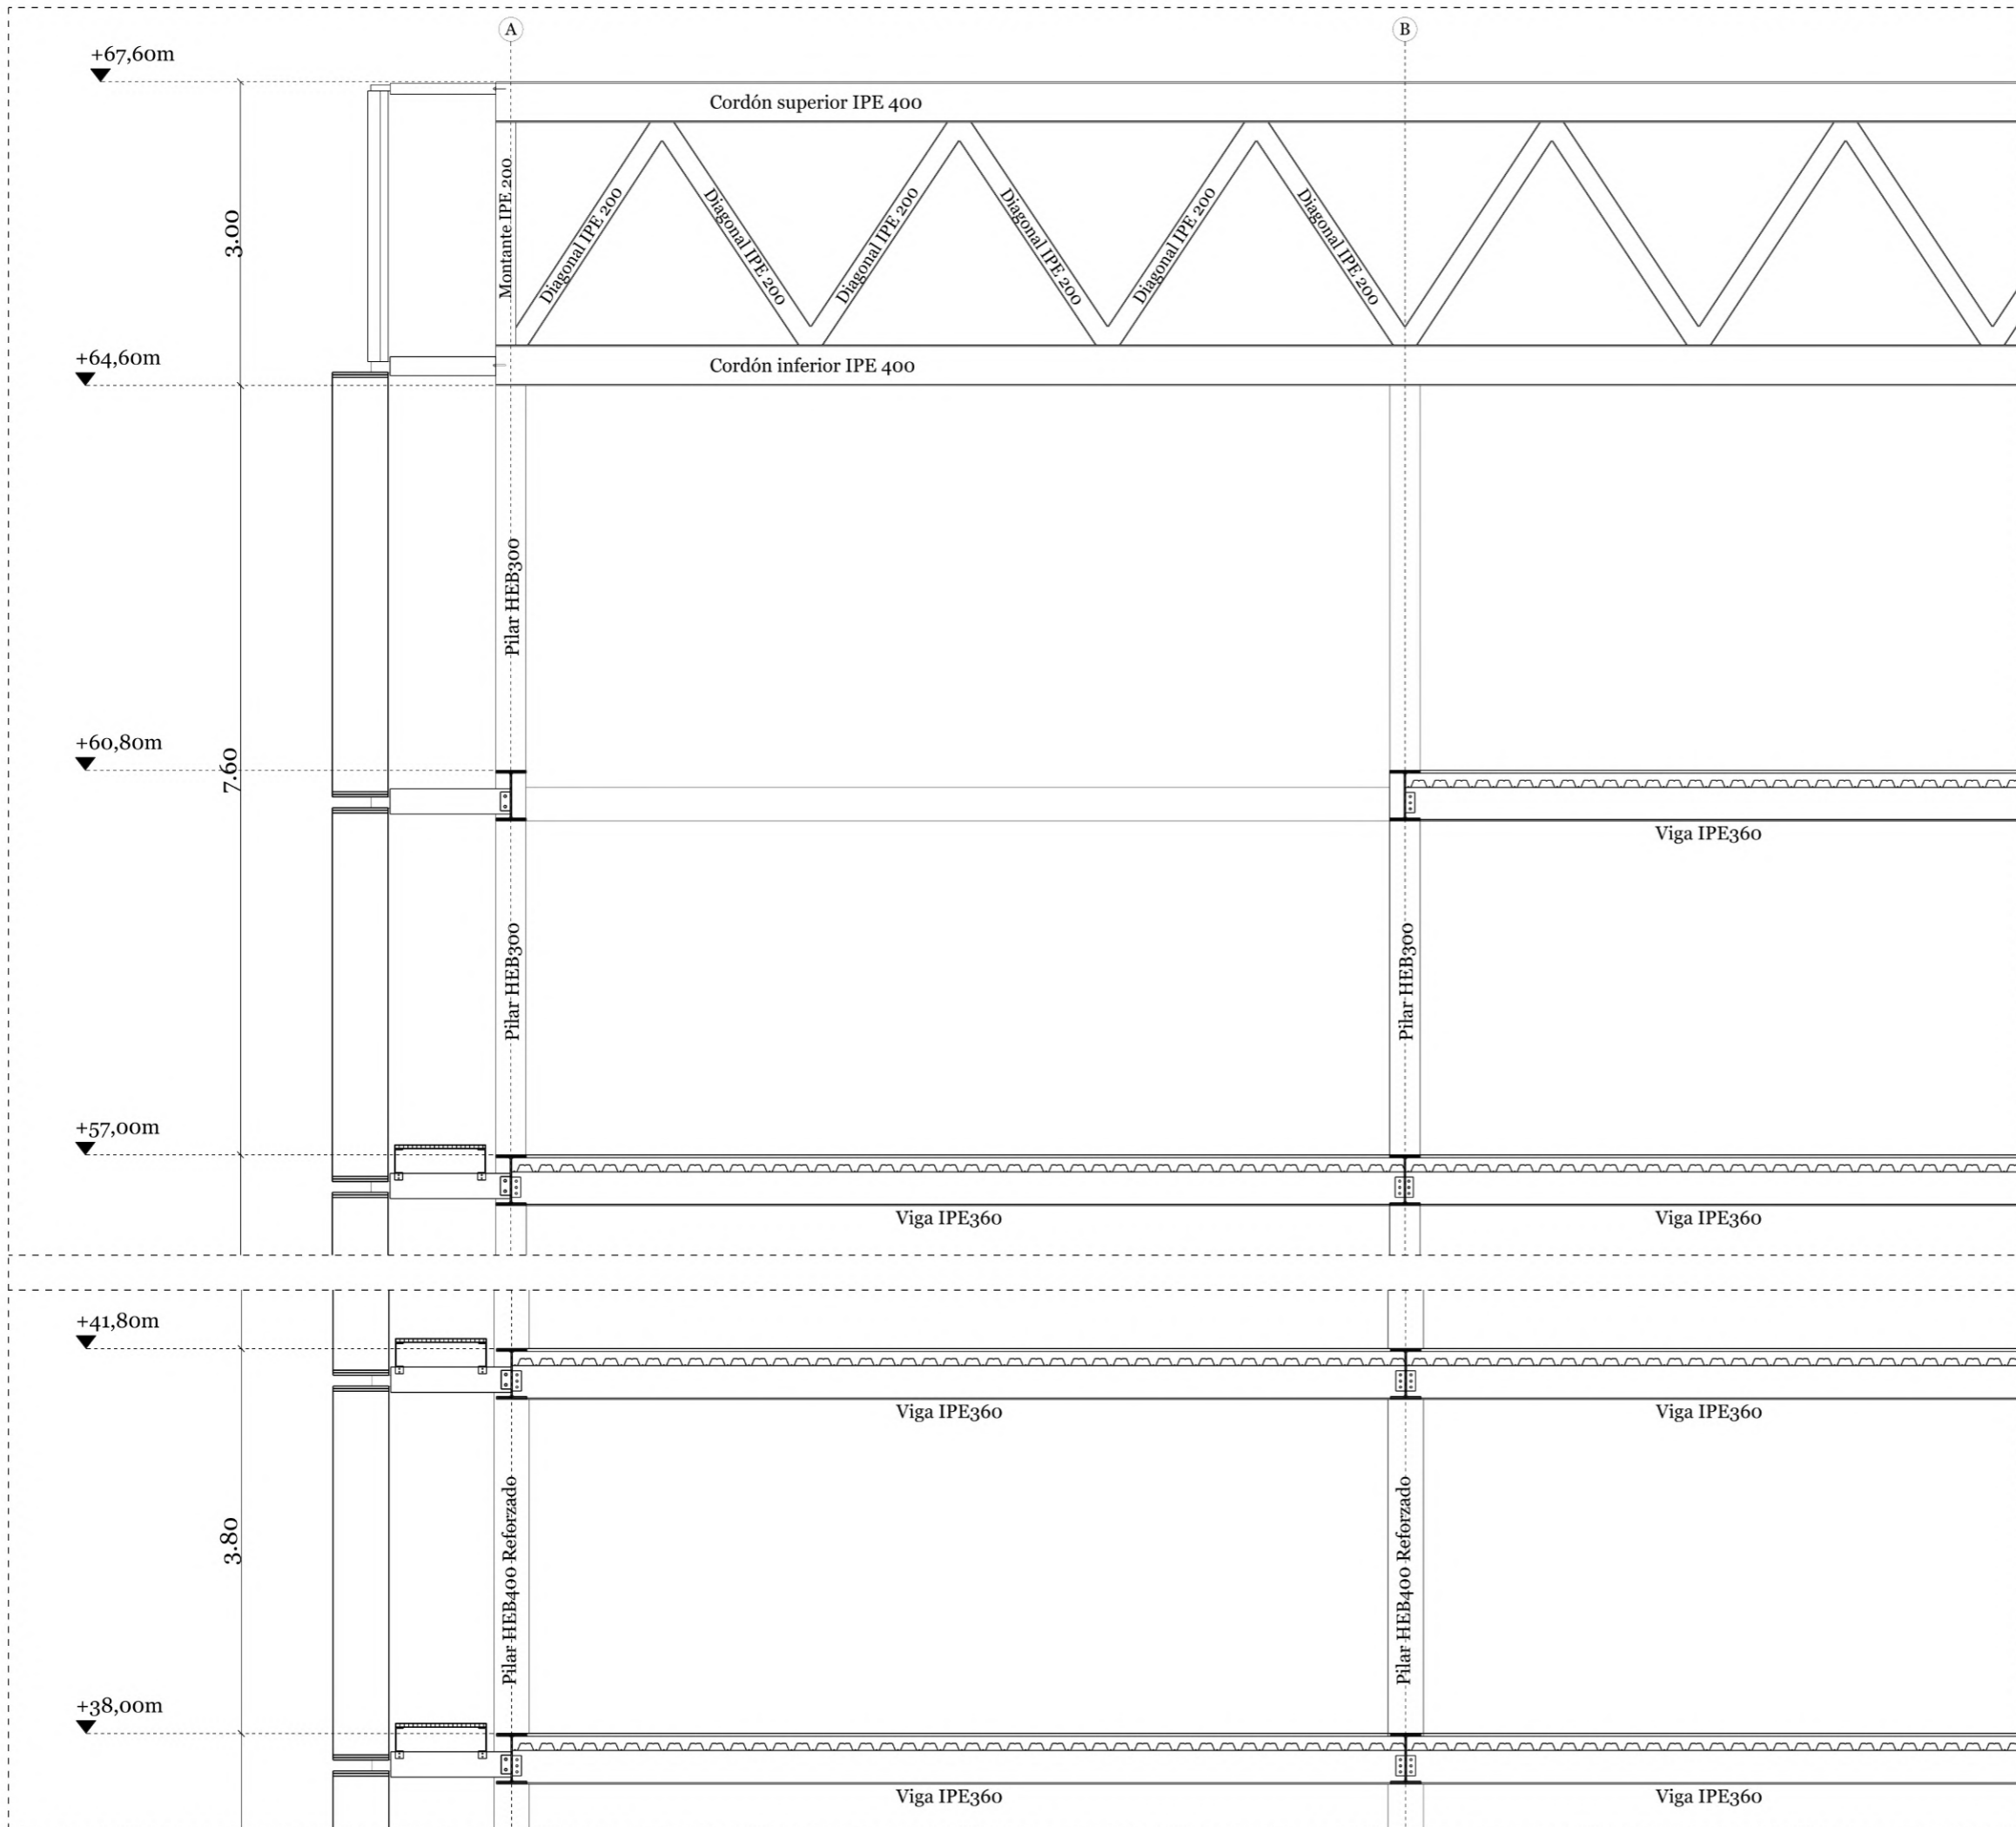 A
B
+67,60m
Cordón superior IPE 400
3.00
Montante IPE 200
Diagonal IPE 200
Diagonal IPE 200
Diagonal IPE 200
Diagonal IPE 200
Diagonal IPE 200
Diagonal IPE 200
+64,60m
Cordón inferior IPE 400
Pilar HEB300
+60,80m
7.60
Viga IPE360
Pilar HEB300
Pilar HEB300
+57,00m
Viga IPE360
Viga IPE360
+41,80m
Viga IPE360
Viga IPE360
3.80
Pilar HEB400 Reforzado
Pilar HEB400 Reforzado
+38,00m
Viga IPE360
Viga IPE360